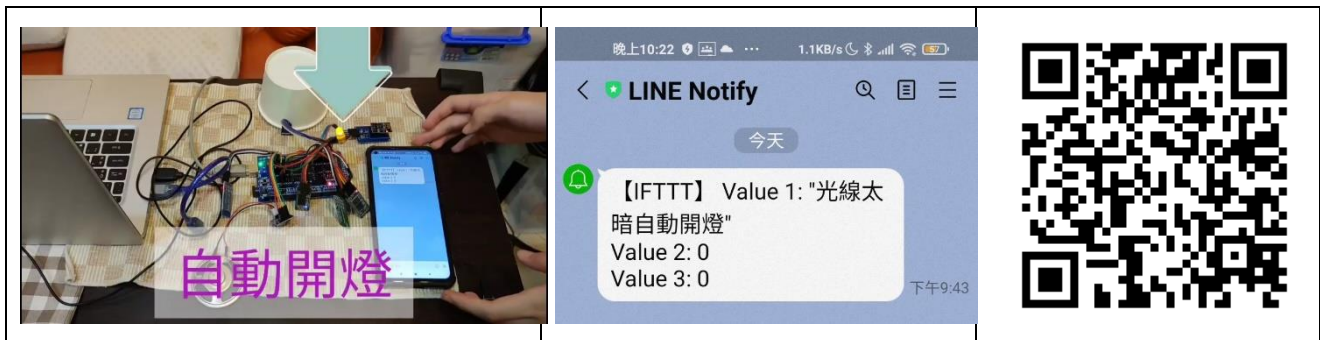 自動開燈
晚上10:22
1.1KB/s
57
LINE Notify
今天
【IFTTT】 Value 1: "光線太
暗自動開燈"
Value 2: 0
Value 3: 0
下午9:43